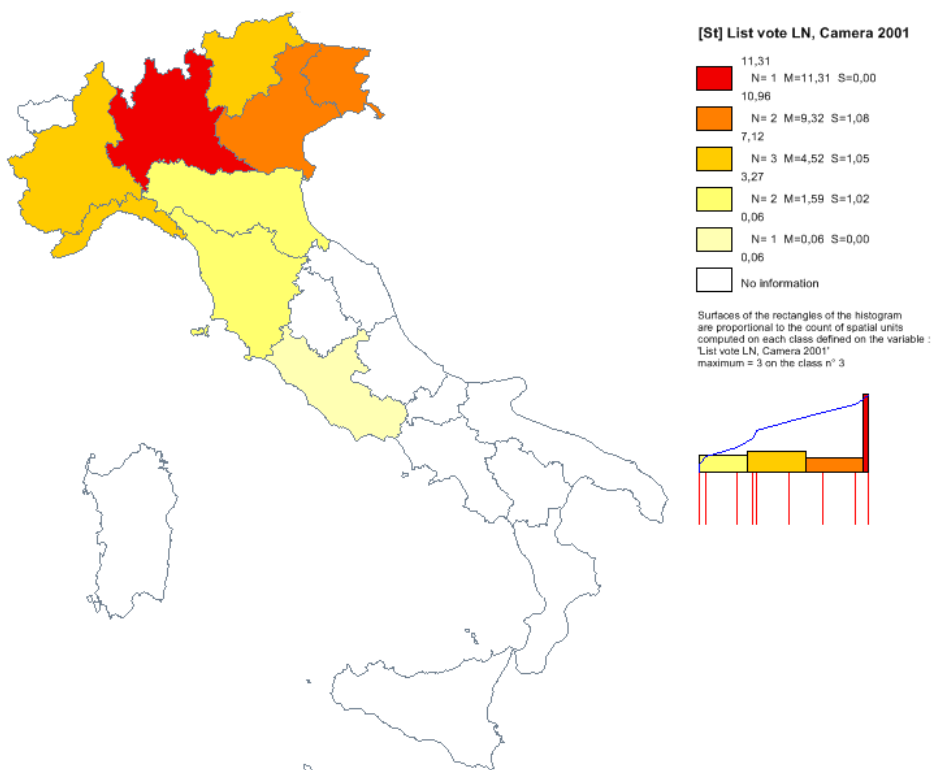 [St] List vote LN, Camera 2001
11,31
N= 1 M=11,31 S=0,00
10,96
N= 2 M=9,32 S=1,08
7,12
N= 3 M=4,52 S=1,05
3,27
N= 2 M=1,59 S=1,02
0,06
N= 1 M=0,06 S=0,00
0,06
No information
Surfaces of the rectangles of the histogram
are proportional to the count of spatial units
computed on each class defined on the variable :
'List vote LN, Camera 2001'
maximum = 3 on the class n° 3